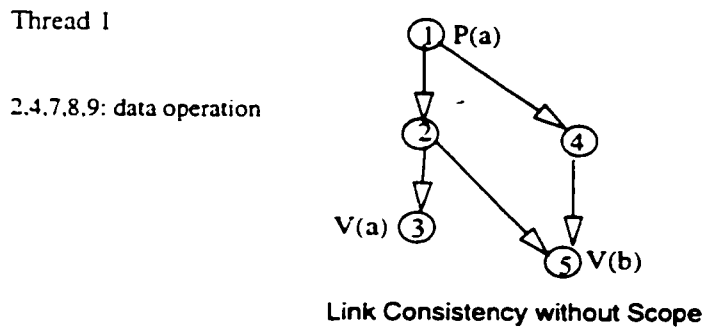 Thread 1
1 P(a)
2,4,7,8,9: data operation
2
4
V(a) 3
5 V(b)
Link Consistency without Scope